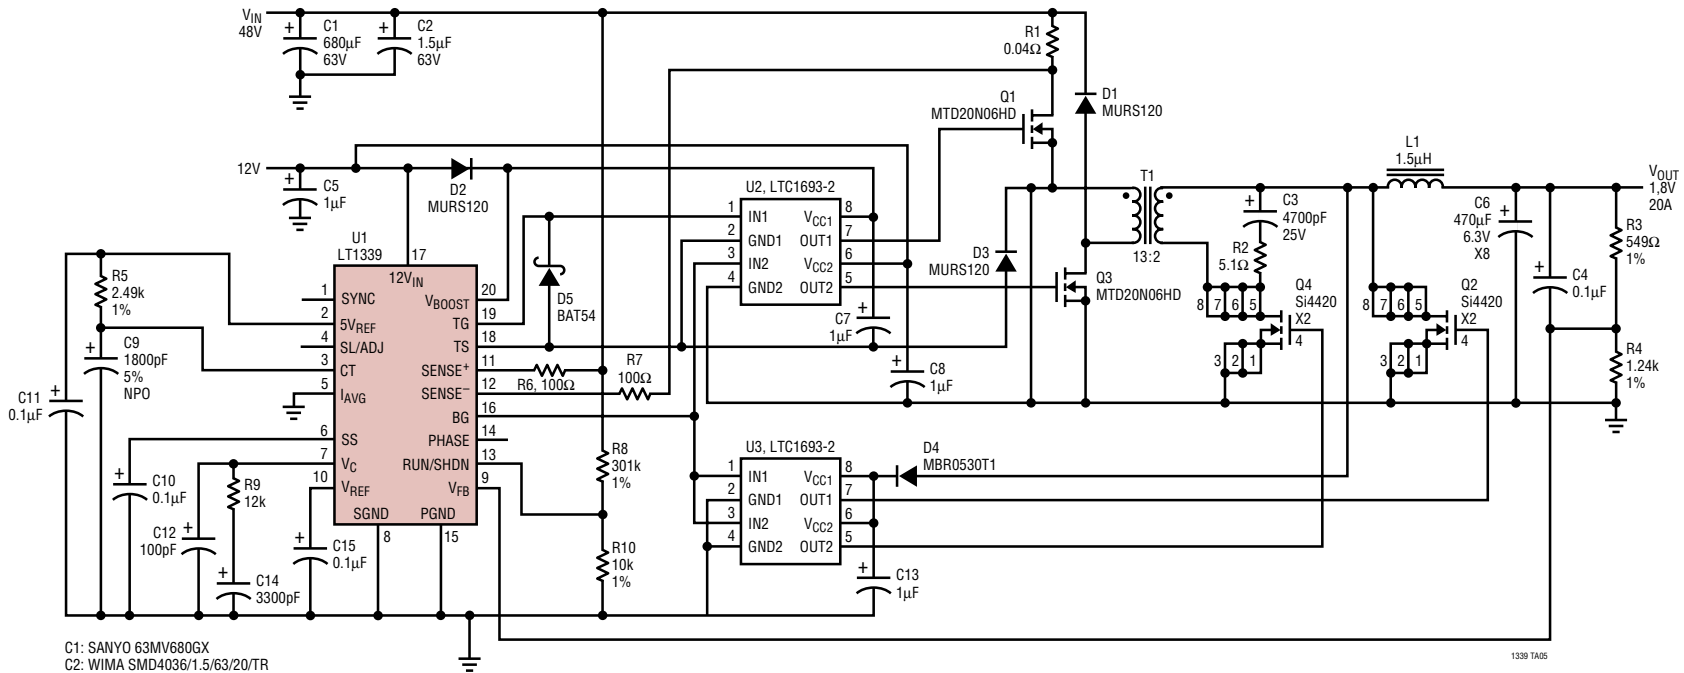 VIN
48V
C1
680µF
63V
C2
1.5µF
63V
R1
0.04Ω
Q1
MTD20N06HD
D1
MURS120
12V
C5
1µF
D2
MURS120
U1
LT1339
17
12VIN
1
SYNC
2
5VREF
4
SL/ADJ
3
CT
5
IAVG
6
SS
7
VC
10
VREF
SGND
8
PGND
15
VBOOST
20
TG
19
TS
18
SENSE+
11
SENSE–
12
BG
16
PHASE
14
RUN/SHDN
13
VFB
9
R5
2.49k
1%
C9
1800pF
5%
NPO
C11
0.1µF
C10
0.1µF
C12
100pF
R9
12k
C14
3300pF
C15
0.1µF
D5
BAT54
R6, 100Ω
R7
100Ω
R8
301k
1%
R10
10k
1%
U2, LTC1693-2
1
IN1
2
GND1
3
IN2
4
GND2
VCC1
8
OUT1
7
VCC2
6
OUT2
5
C7
1µF
C8
1µF
D3
MURS120
Q3
MTD20N06HD
T1
13:2
U3, LTC1693-2
1
IN1
2
GND1
3
IN2
4
GND2
VCC1
8
OUT1
7
VCC2
6
OUT2
5
D4
MBR0530T1
C13
1µF
C3
4700pF
25V
R2
5.1Ω
Q4
Si4420
X2
8 7 6 5
4
3 2 1
L1
1.5µH
Q2
Si4420
X2
8 7 6 5
4
3 2 1
C6
470µF
6.3V
X8
C4
0.1µF
VOUT
1,8V
20A
R3
549Ω
1%
R4
1.24k
1%
C1: SANYO 63MV680GX
C2: WIMA SMD4036/1.5/63/20/TR
1339 TA05